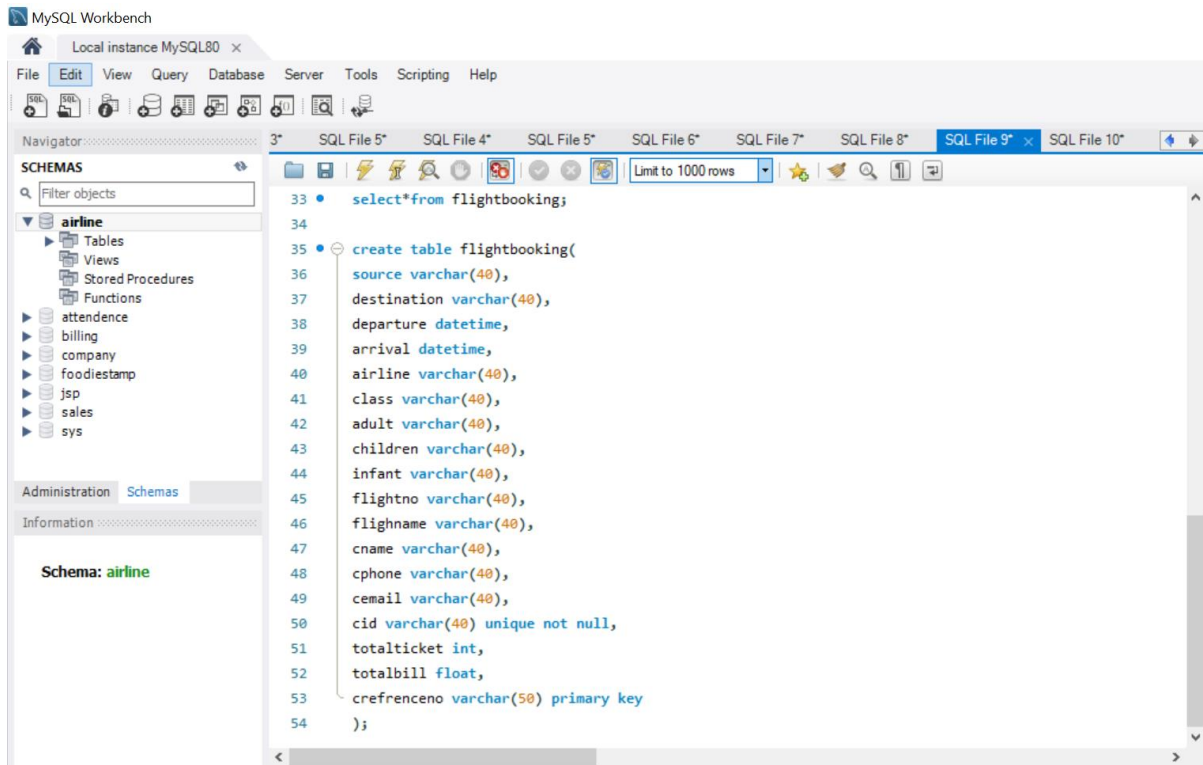 MySQL Workbench
Local instance MySQL80
File Edit View Query Database Server Tools Scripting Help
Navigator
SCHEMAS
Filter objects
airline
Tables
Views
Stored Procedures
Functions
attendence
billing
company
foodiestamp
jsp
sales
sys
Administration Schemas
Information
Schema: airline
3* SQL File 5* SQL File 4* SQL File 5* SQL File 6* SQL File 7* SQL File 8* SQL File 9* SQL File 10*
Limit to 1000 rows
33 select*from flightbooking;
34
35 create table flightbooking(
36 source varchar(40),
37 destination varchar(40),
38 departure datetime,
39 arrival datetime,
40 airline varchar(40),
41 class varchar(40),
42 adult varchar(40),
43 children varchar(40),
44 infant varchar(40),
45 flightno varchar(40),
46 flighname varchar(40),
47 cname varchar(40),
48 cphone varchar(40),
49 cemail varchar(40),
50 cid varchar(40) unique not null,
51 totalticket int,
52 totalbill float,
53 crefrenceno varchar(50) primary key
54 );